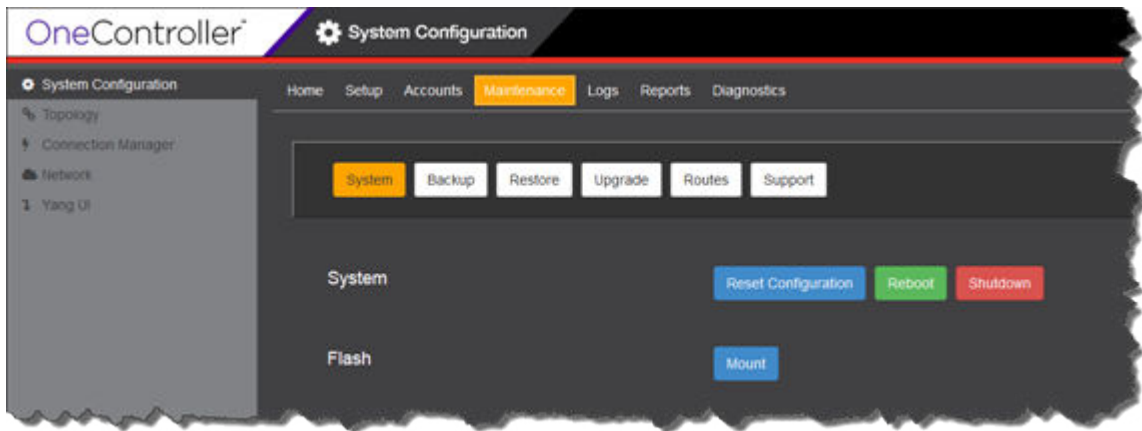 OneController™
System Configuration
System Configuration
Topology
Connection Manager
Network
Yang UI
Home Setup Accounts Maintenance Logs Reports Diagnostics
System Backup Restore Upgrade Routes Support
System Reset Configuration Reboot Shutdown
Flash Mount